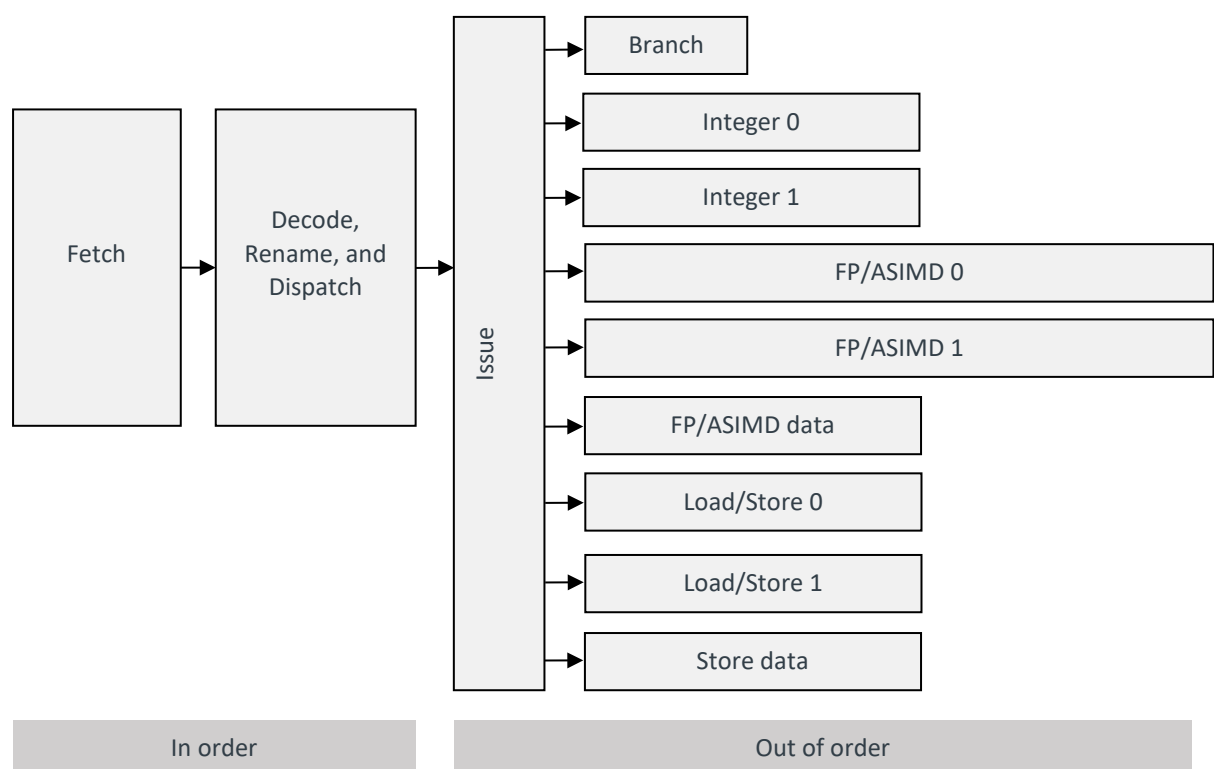 Fetch
Decode,
Rename, and
Dispatch
Issue
Branch
Integer 0
Integer 1
FP/ASIMD 0
FP/ASIMD 1
FP/ASIMD data
Load/Store 0
Load/Store 1
Store data
In order
Out of order